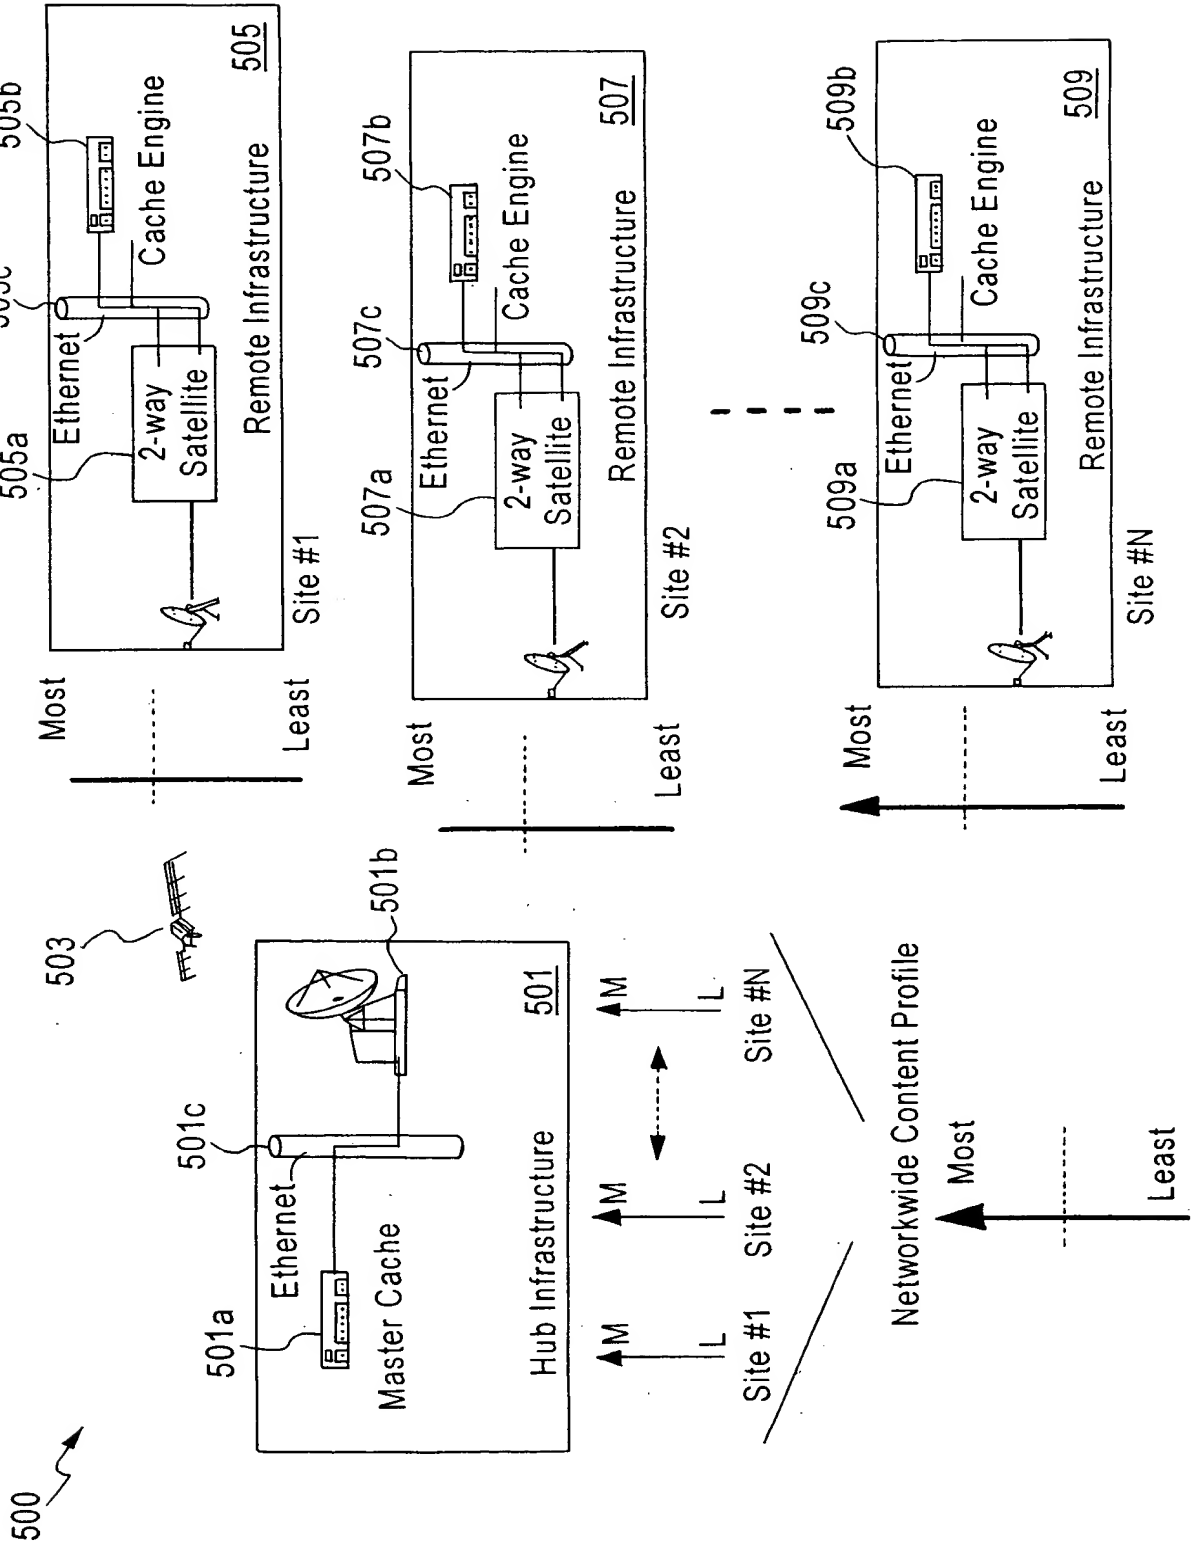 500
503
501a
Ethernet
501c
501b
Master Cache
Hub Infrastructure
501
M
L
Site #1
M
L
Site #2
M
L
Site #N
Networkwide Content Profile
Most
Least
Most
Least
505a
Ethernet
505b
2-way
Satellite
Cache Engine
Remote Infrastructure
505
Site #1
Most
Least
507a
Ethernet
507c
507b
2-way
Satellite
Cache Engine
Remote Infrastructure
507
Site #2
Most
Least
509a
Ethernet
509c
509b
2-way
Satellite
Cache Engine
Remote Infrastructure
509
Site #N